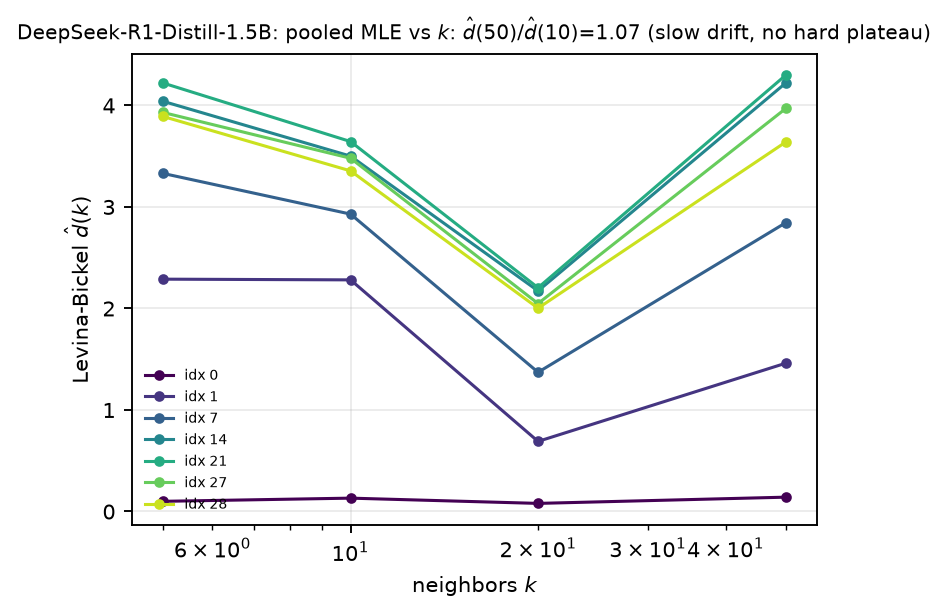 DeepSeek-R1-Distill-1.5B: pooled MLE vs k: d̂(50)/d̂(10)=1.07 (slow drift, no hard plateau)
Levina-Bickel d̂(k)
4
3
2
1
0
idx 0
idx 1
idx 7
idx 14
idx 21
idx 27
idx 28
6 × 10⁰
10¹
2 × 10¹
3 × 10¹
4 × 10¹
neighbors k